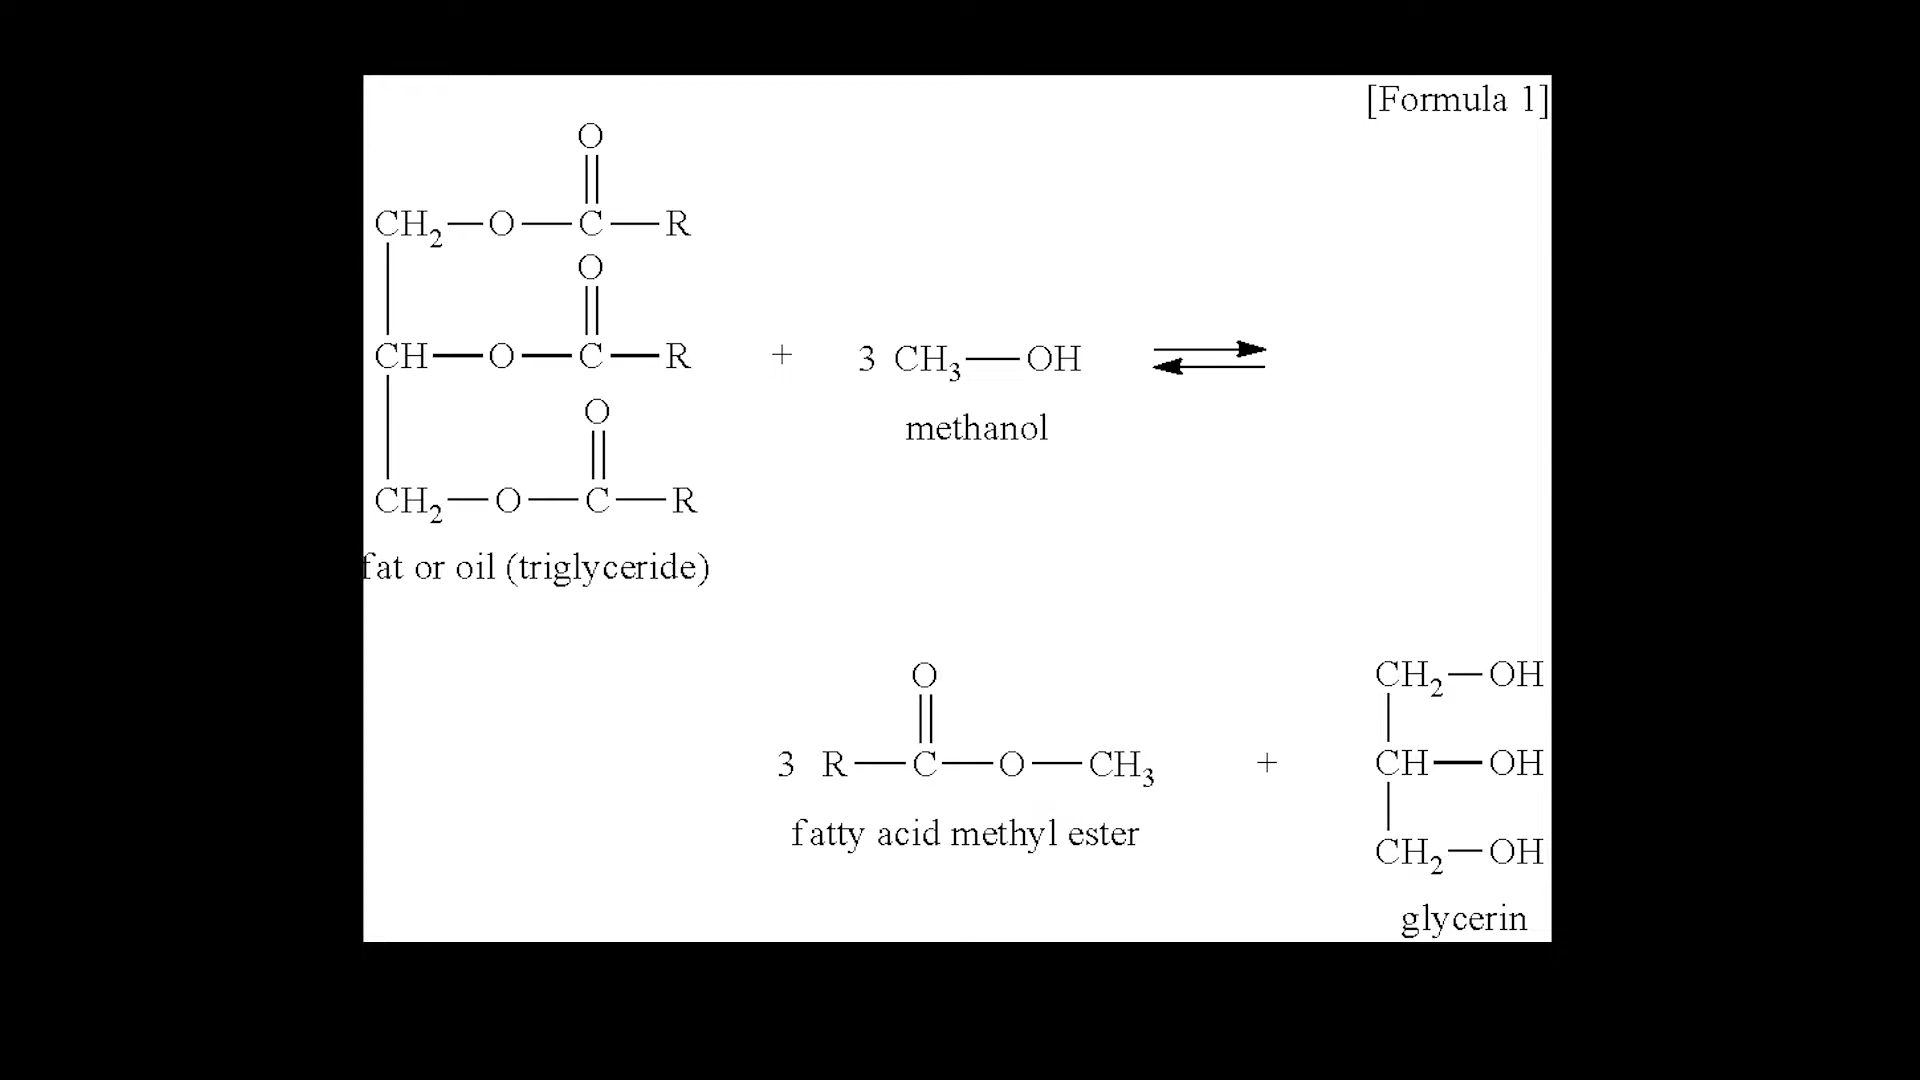 [Formula 1]
O
CH2—O—C—R
O
CH—O—C—R
+ 3 CH3—OH ⇌
O
methanol
CH2—O—C—R
fat or oil (triglyceride)
O
CH2—OH
3 R—C—O—CH3 + CH—OH
fatty acid methyl ester
CH2—OH
glycerin